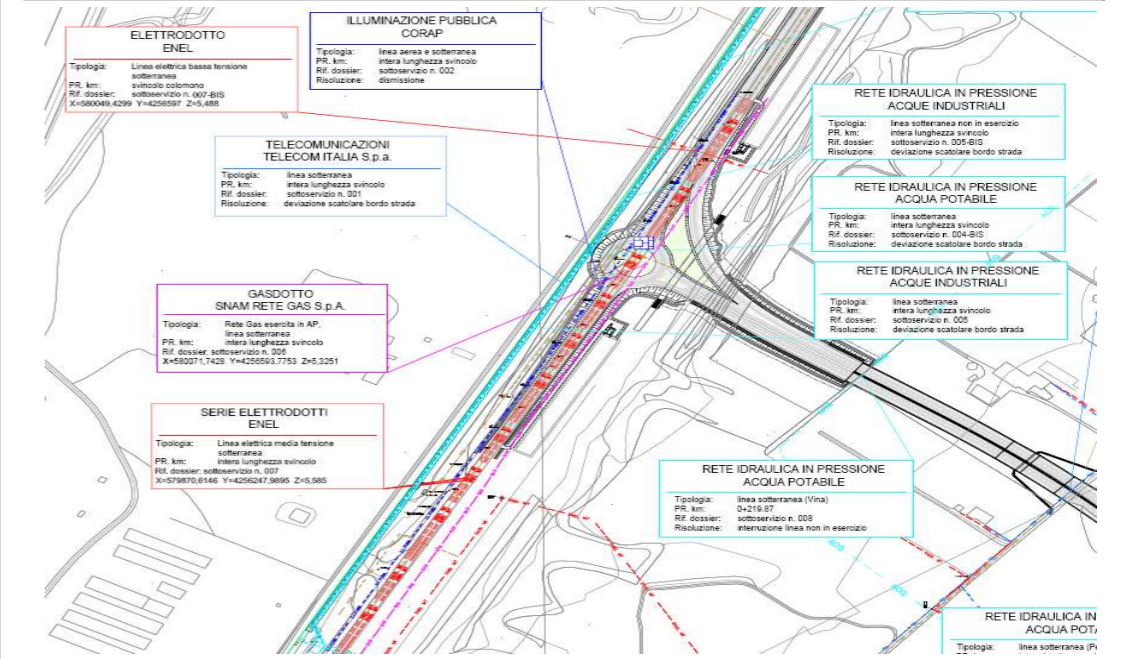 ELETTRODOTTO
ENEL
Tipologia: Linea elettrica bassa tensione
sotterranea
PR. km: svincolo colomono
Rif. dossier: sottoservizio n. 007-BIS
X=580049,4299 Y=4256597 Z=5,488
ILLUMINAZIONE PUBBLICA
CORAP
Tipologia: linea aerea e sotterranea
PR. km: intera lunghezza svincolo
Rif. dossier: sottoservizio n. 002
Risoluzione: dismissione
TELECOMUNICAZIONI
TELECOM ITALIA S.p.a.
Tipologia: linea sotterranea
PR. km: intera lunghezza svincolo
Rif. dossier: sottoservizio n. 001
Risoluzione: deviazione scatolare bordo strada
GASDOTTO
SNAM RETE GAS S.p.A.
Tipologia: Rete Gas esercita in AP,
linea sotterranea
PR. km: intera lunghezza svincolo
Rif. dossier: sottoservizio n. 006
X=580071,7428 Y=4256593,7753 Z=5,3251
SERIE ELETTRODOTTI
ENEL
Tipologia: Linea elettrica media tensione
sotterranea
PR. km: intera lunghezza svincolo
Rif. dossier: sottoservizio n. 007
X=579870,6146 Y=4256247,9895 Z=5,585
RETE IDRAULICA IN PRESSIONE
ACQUE INDUSTRIALI
Tipologia: linea sotterranea non in esercizio
PR. km: intera lunghezza svincolo
Rif. dossier: sottoservizio n. 005-BIS
Risoluzione: deviazione scatolare bordo strada
RETE IDRAULICA IN PRESSIONE
ACQUA POTABILE
Tipologia: linea sotterranea
PR. km: intera lunghezza svincolo
Rif. dossier: sottoservizio n. 004-BIS
Risoluzione: deviazione scatolare bordo strada
RETE IDRAULICA IN PRESSIONE
ACQUE INDUSTRIALI
Tipologia: linea sotterranea
PR. km: intera lunghezza svincolo
Rif. dossier: sottoservizio n. 005
Risoluzione: deviazione scatolare bordo strada
RETE IDRAULICA IN PRESSIONE
ACQUA POTABILE
Tipologia: linea sotterranea (Vina)
PR. km: 0+219.87
Rif. dossier: sottoservizio n. 008
Risoluzione: interruzione linea non in esercizio
RETE IDRAULICA IN
ACQUA POTA
Tipologia: linea sotterranea (Pe